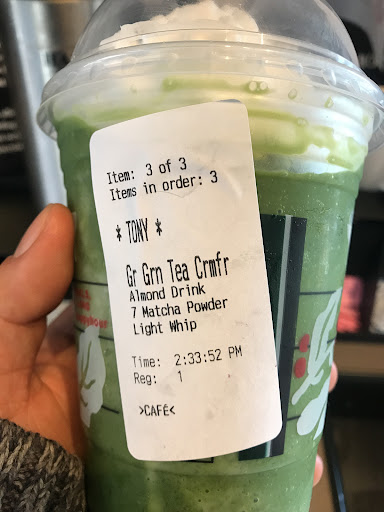 Item: 3 of 3
Items in order: 3
* TONY *
Gr Grn Tea Crmfr
Almond Drink
7 Matcha Powder
Light Whip
Time: 2:33:52 PM
Reg: 1
>CAFÉ<